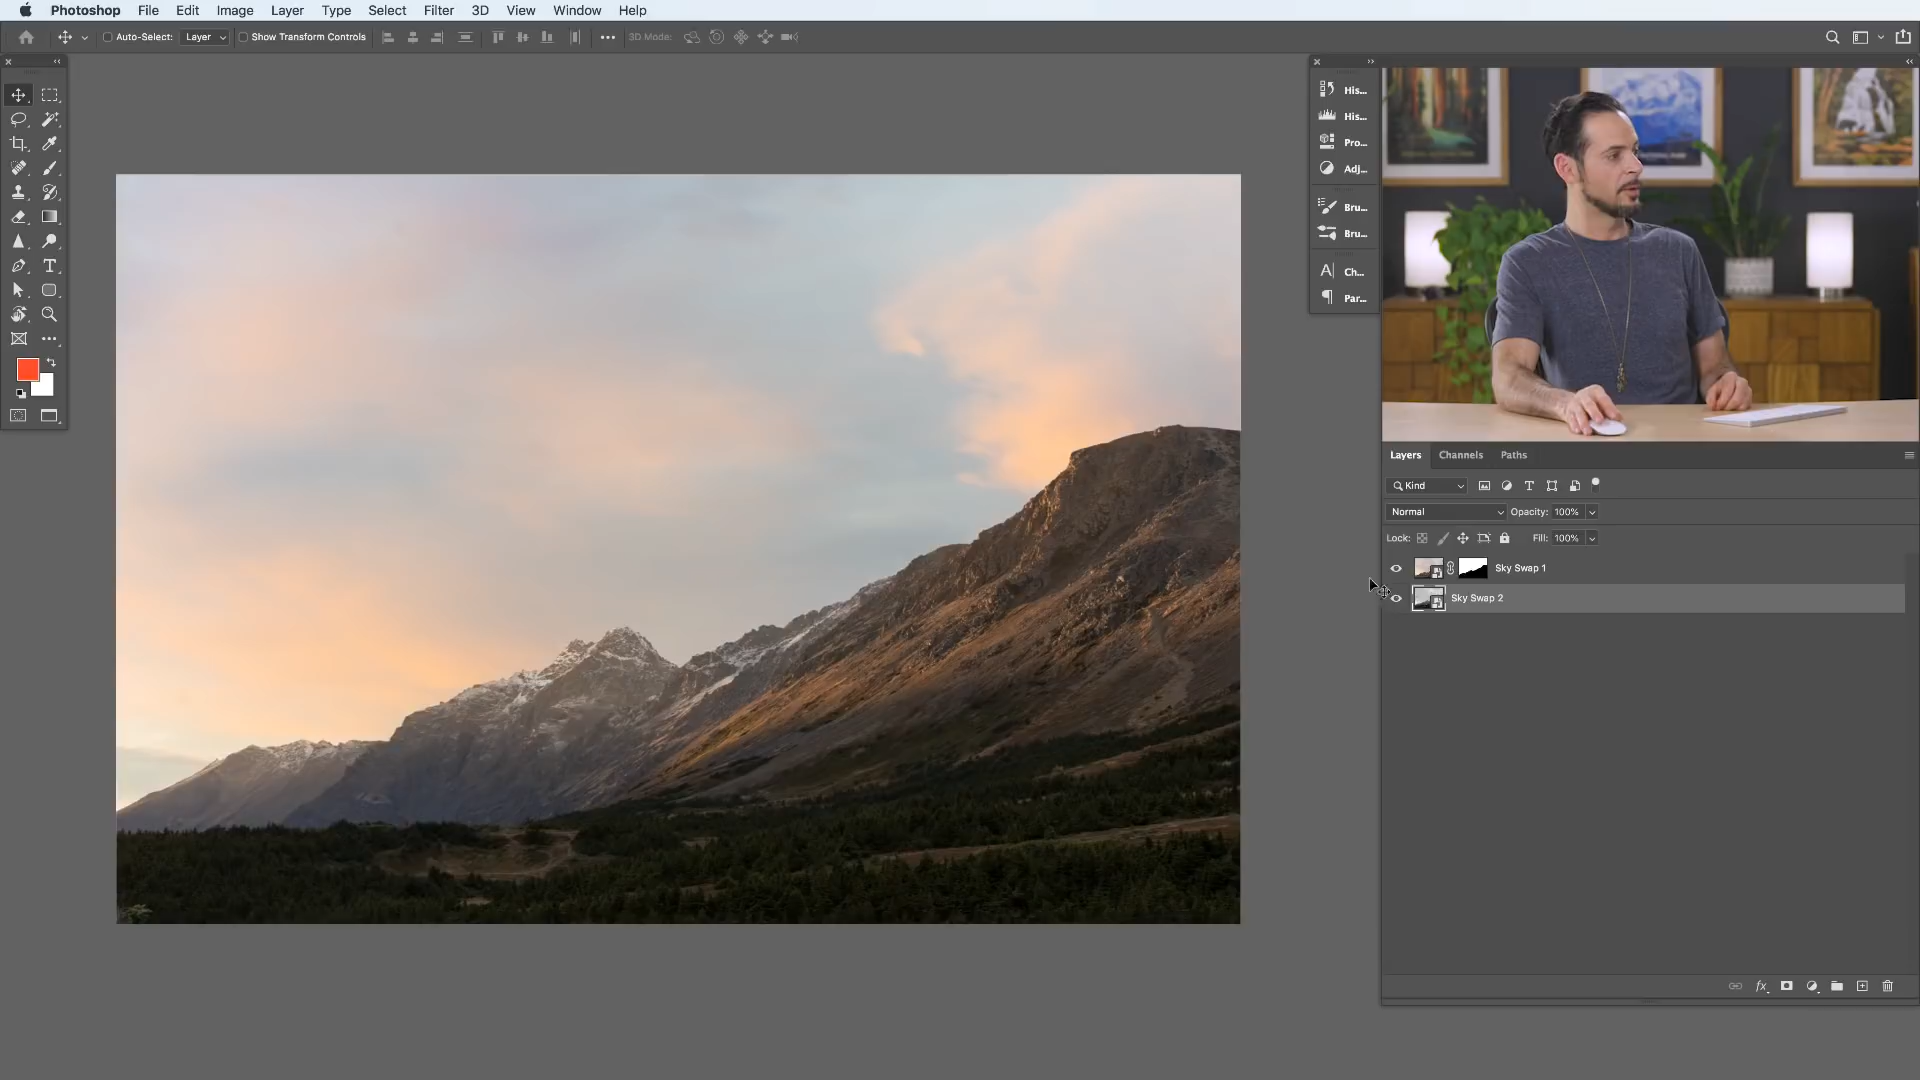 Photoshop File Edit Image Layer Type Select Filter 3D View Window Help
Auto-Select: Layer Show Transform Controls 3D Mode:
His...
His...
Pro...
Adj...
Bru...
Bru...
Ch...
Par...
Layers Channels Paths
Kind
Normal Opacity: 100%
Lock: Fill: 100%
Sky Swap 1
Sky Swap 2